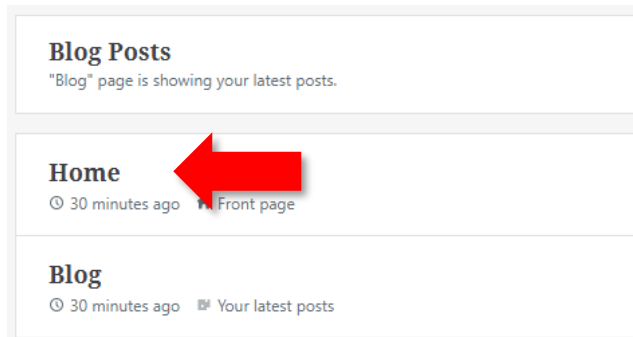 Blog Posts
"Blog" page is showing your latest posts.
Home
30 minutes ago Front page
Blog
30 minutes ago Your latest posts